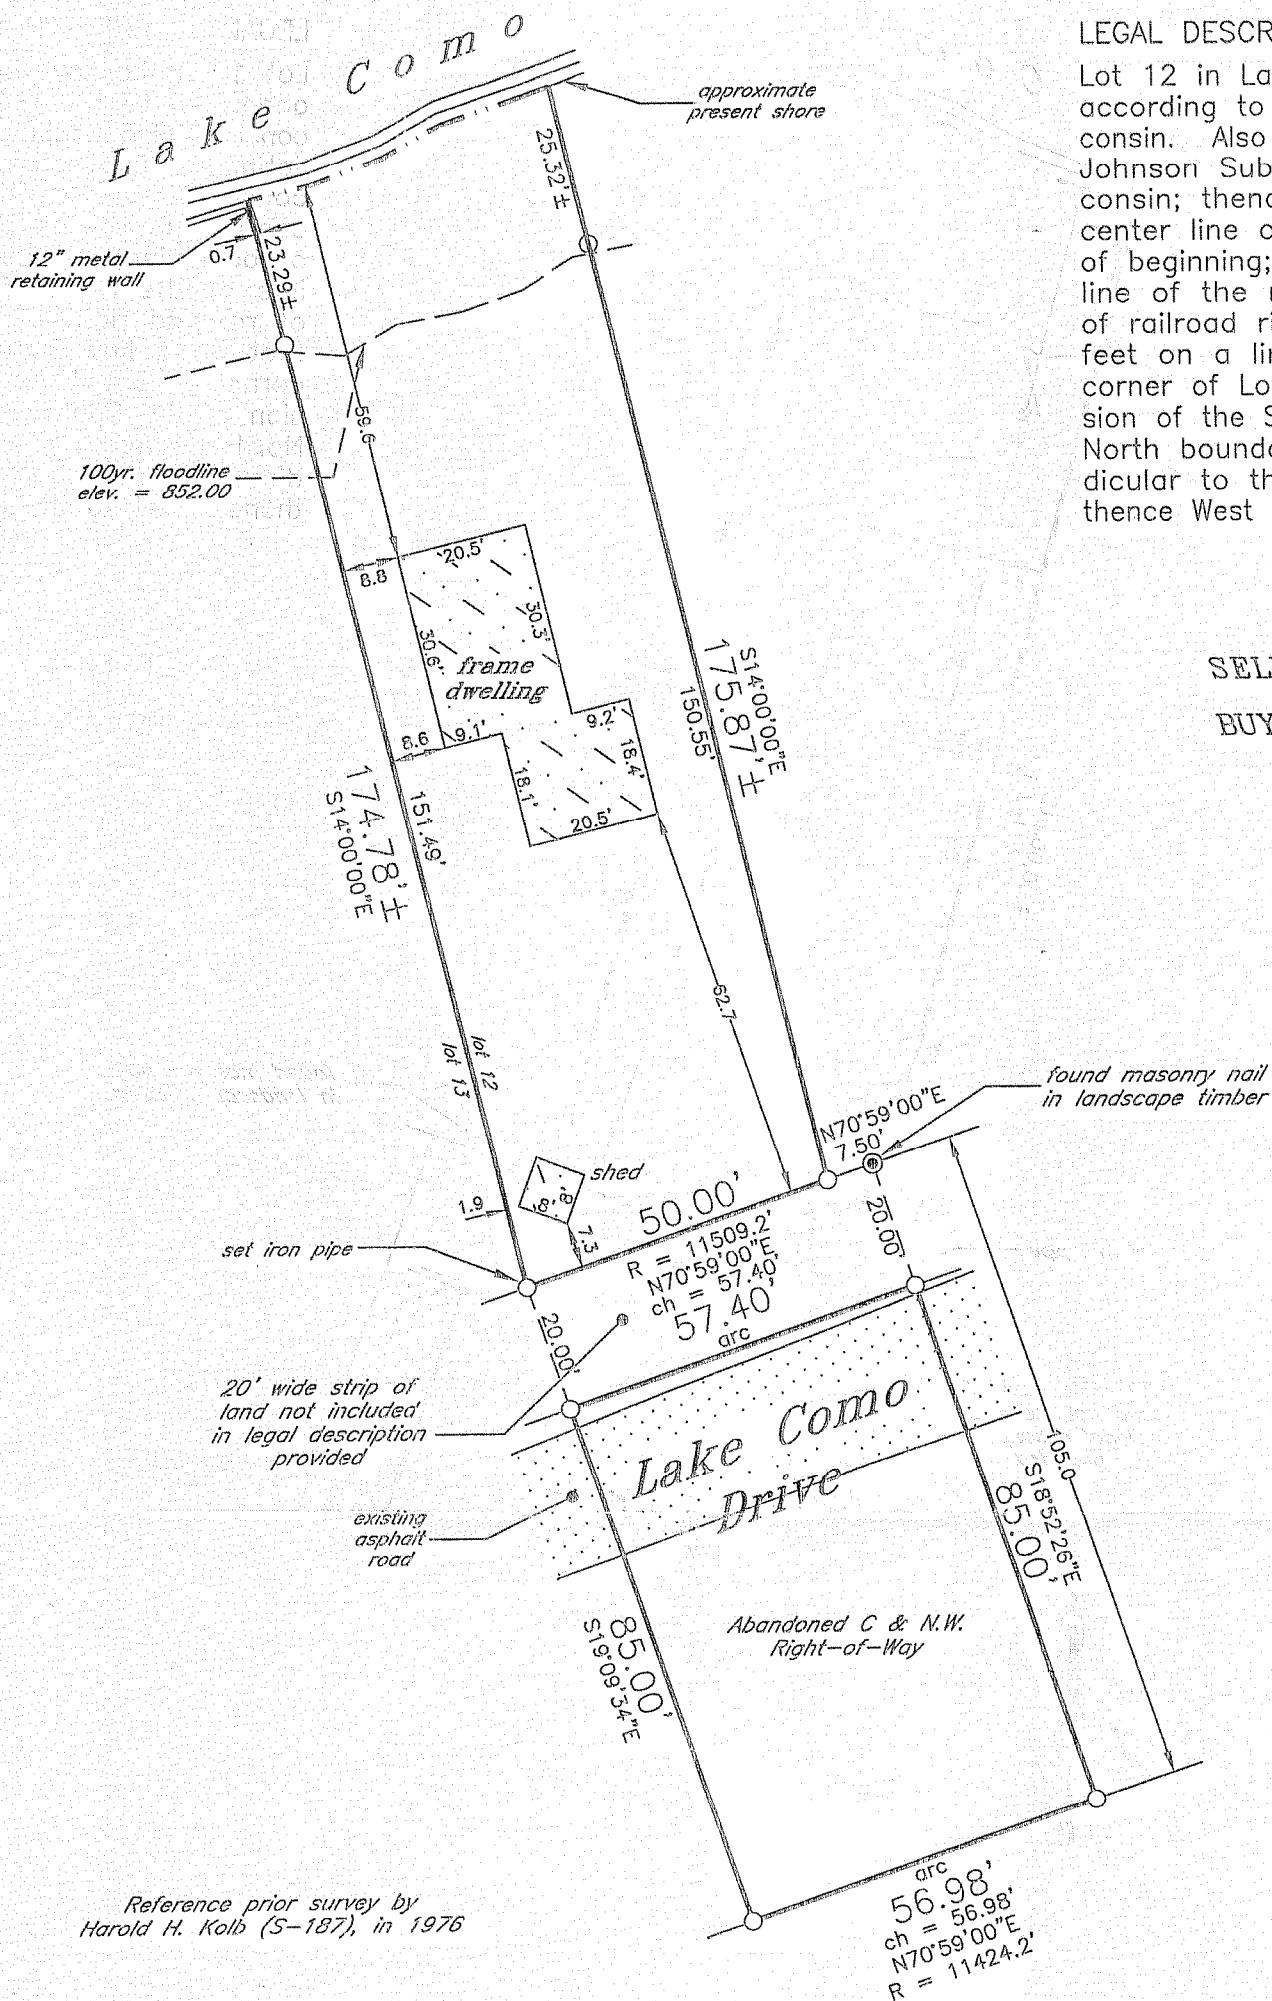 Lake Como
approximate
present shore
12" metal
retaining wall
0.7
23.29±
25.32'±
59.6
100yr. floodline
elev. = 852.00
8.8
20.5'
30.6'
30.3'
frame
dwelling
8.6
9.1'
9.2'
18.1'
18.4'
20.5'
174.78'±
S14°00'00"E
151.49'
S14°00'00"E
175.87'±
150.55'
62.7
lot 12
lot 13
found masonry nail
in landscape timber
N70°59'00"E
7.50'
shed
8'
8'
1.9
7.3
set iron pipe
50.00'
R = 11509.2'
N70°59'00"E
ch = 57.40'
57.40'
arc
20.00'
20.00'
20' wide strip of
land not included
in legal description
provided
Lake Como
Drive
existing
asphalt
road
105.0
S18°52'26"E
85.00'
85.00'
S19°09'34"E
Abandoned C & N.W.
Right-of-Way
arc
56.98'
ch = 56.98'
N70°59'00"E
R = 11424.2'
Reference prior survey by
Harold H. Kolb (S-187), in 1976
LEGAL DESCR
Lot 12 in La
according to
consin. Also
Johnson Sub
consin; thenc
center line o
of beginning;
line of the
of railroad ri
feet on a lin
corner of Lo
sion of the S
North bounda
dicular to th
thence West
SEL
BUY